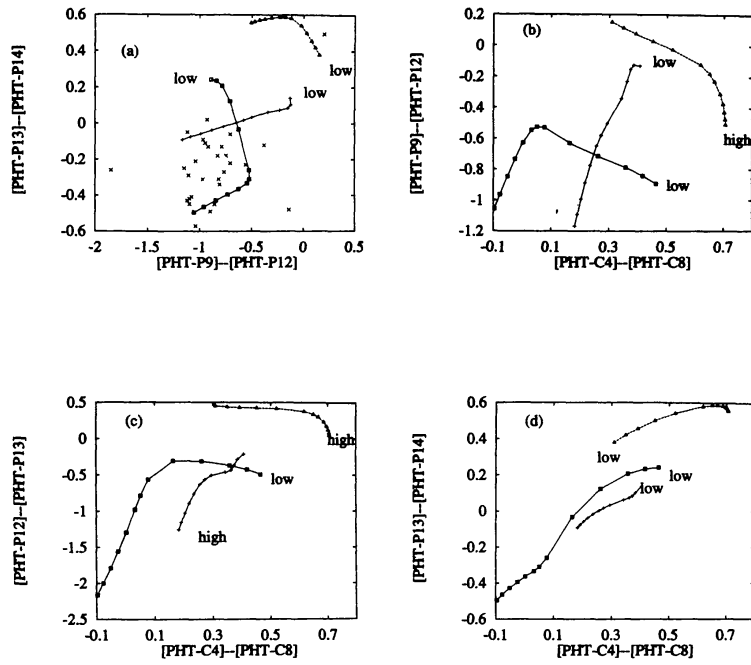 [PHT-P13]--[PHT-P14]
0.6
0.4
0.2
0
-0.2
-0.4
-0.6
(a)
low
low
low
-2
-1.5
-1
-0.5
0
0.5
[PHT-P9]--[PHT-P12]
[PHT-P9]--[PHT-P12]
0.2
0
-0.2
-0.4
-0.6
-0.8
-1
-1.2
(b)
low
high
low
-0.1
0.1
0.3
0.5
0.7
[PHT-C4]--[PHT-C8]
[PHT-P12]--[PHT-P13]
0.5
0
-0.5
-1
-1.5
-2
-2.5
(c)
high
low
high
-0.1
0.1
0.3
0.5
0.7
[PHT-C4]--[PHT-C8]
[PHT-P13]--[PHT-P14]
0.6
0.4
0.2
0
-0.2
-0.4
-0.6
(d)
low
low
low
-0.1
0.1
0.3
0.5
0.7
[PHT-C4]--[PHT-C8]